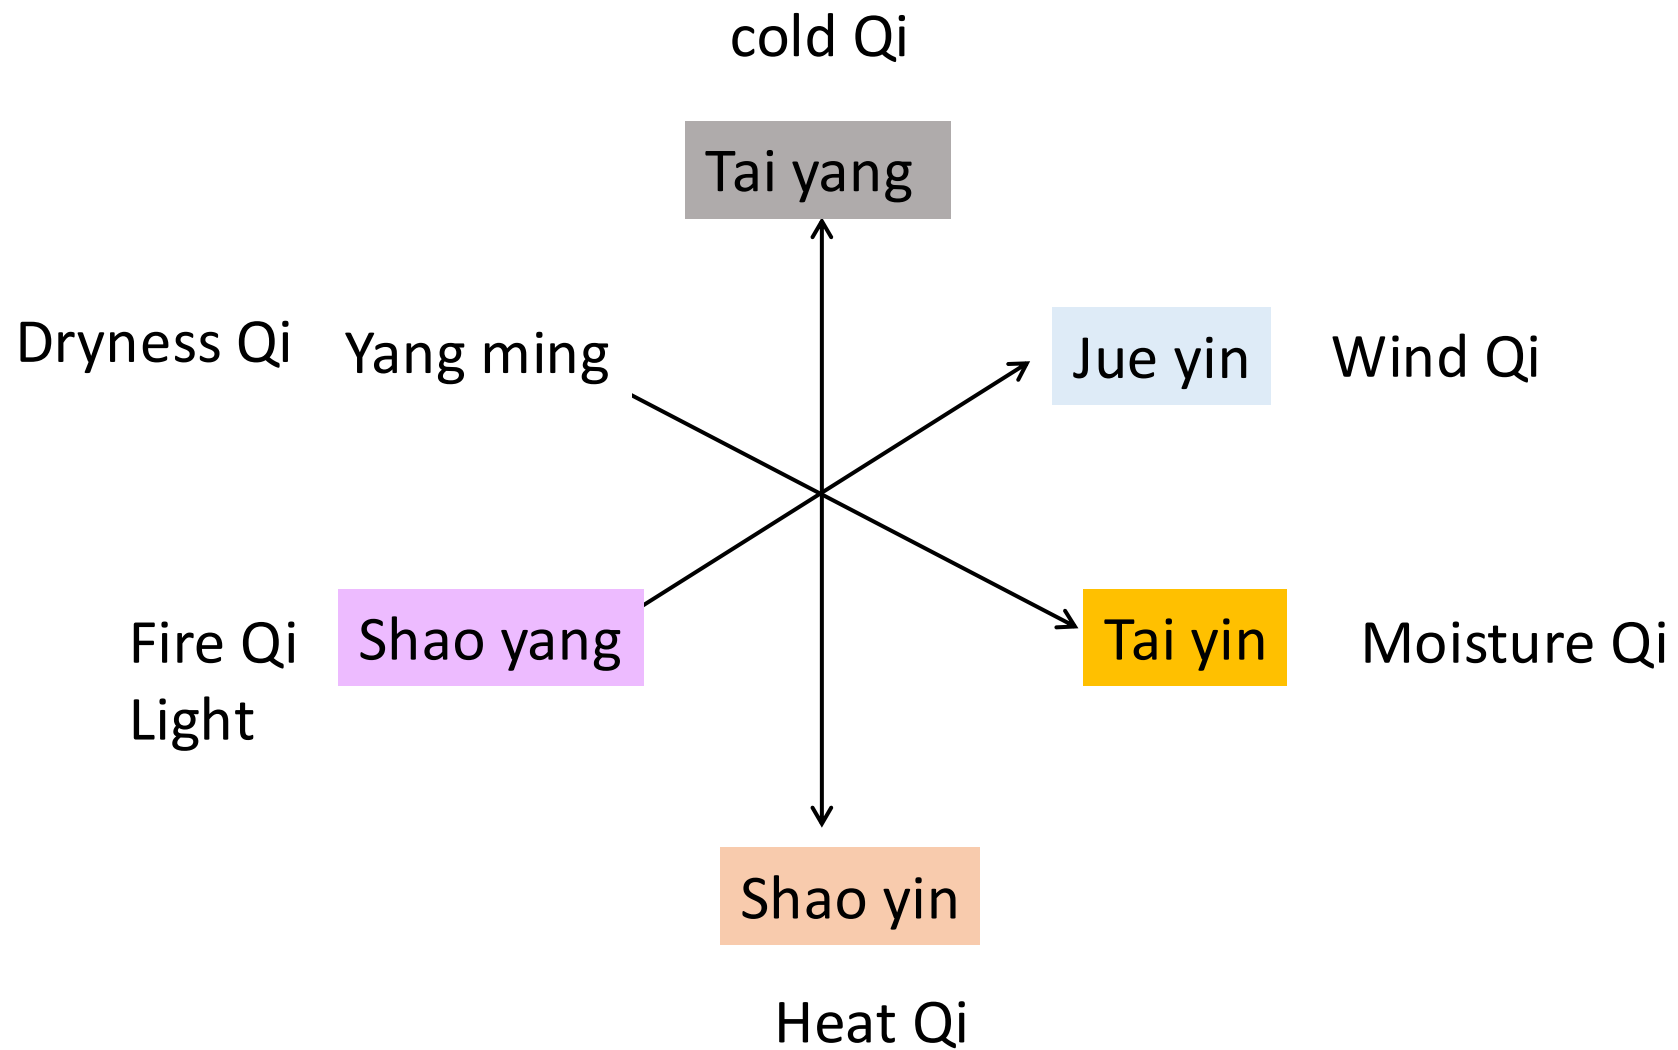 cold Qi
Tai yang
Dryness Qi
Yang ming
Jue yin
Wind Qi
Fire Qi
Light
Shao yang
Tai yin
Moisture Qi
Shao yin
Heat Qi